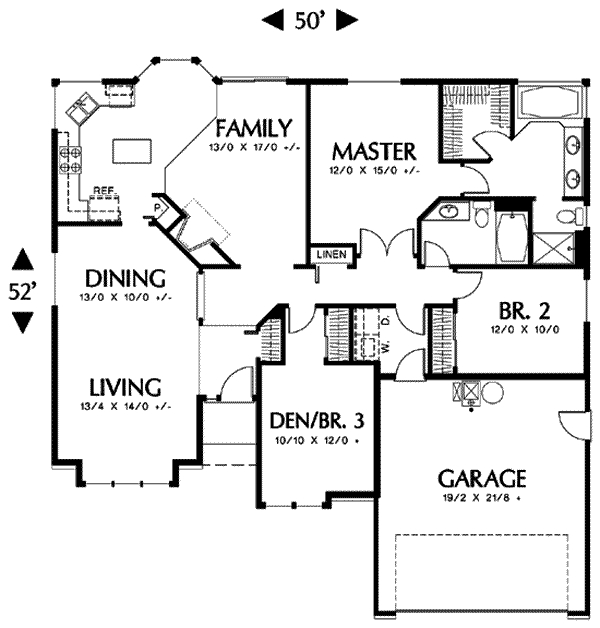 50'
FAMILY
13/0 X 17/0 +/-
MASTER
12/0 X 15/0 +/-
REF.
P.
LINEN
52'
DINING
13/0 X 10/0 +/-
BR. 2
12/0 X 10/0
W. D.
LIVING
13/4 X 14/0 +/-
DEN/BR. 3
10/10 X 12/0 +
GARAGE
19/2 X 21/8 +